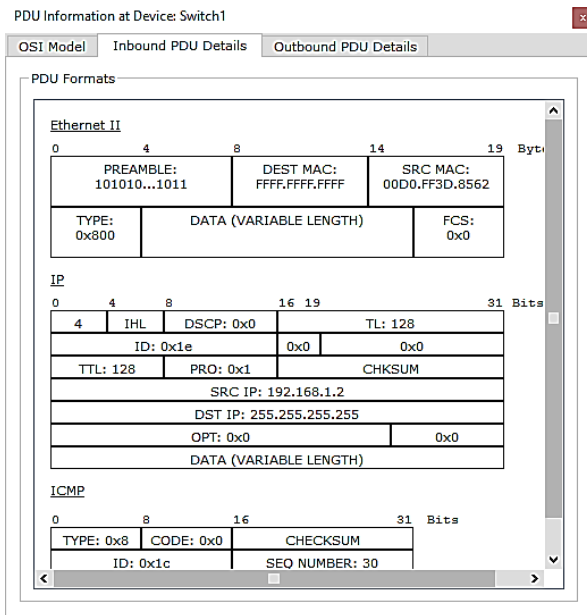 PDU Information at Device: Switch1
x
OSI Model Inbound PDU Details Outbound PDU Details
PDU Formats
Ethernet II
0 4 8 14 19 Byte
PREAMBLE: DEST MAC: SRC MAC:
101010...1011 FFFF.FFFF.FFFF 00D0.FF3D.8562
TYPE: DATA (VARIABLE LENGTH) FCS:
0x800 0x0
IP
0 4 8 16 19 31 Bits
4 IHL DSCP: 0x0 TL: 128
ID: 0x1e 0x0 0x0
TTL: 128 PRO: 0x1 CHKSUM
SRC IP: 192.168.1.2
DST IP: 255.255.255.255
OPT: 0x0 0x0
DATA (VARIABLE LENGTH)
ICMP
0 8 16 31 Bits
TYPE: 0x8 CODE: 0x0 CHECKSUM
ID: 0x1c SEQ NUMBER: 30